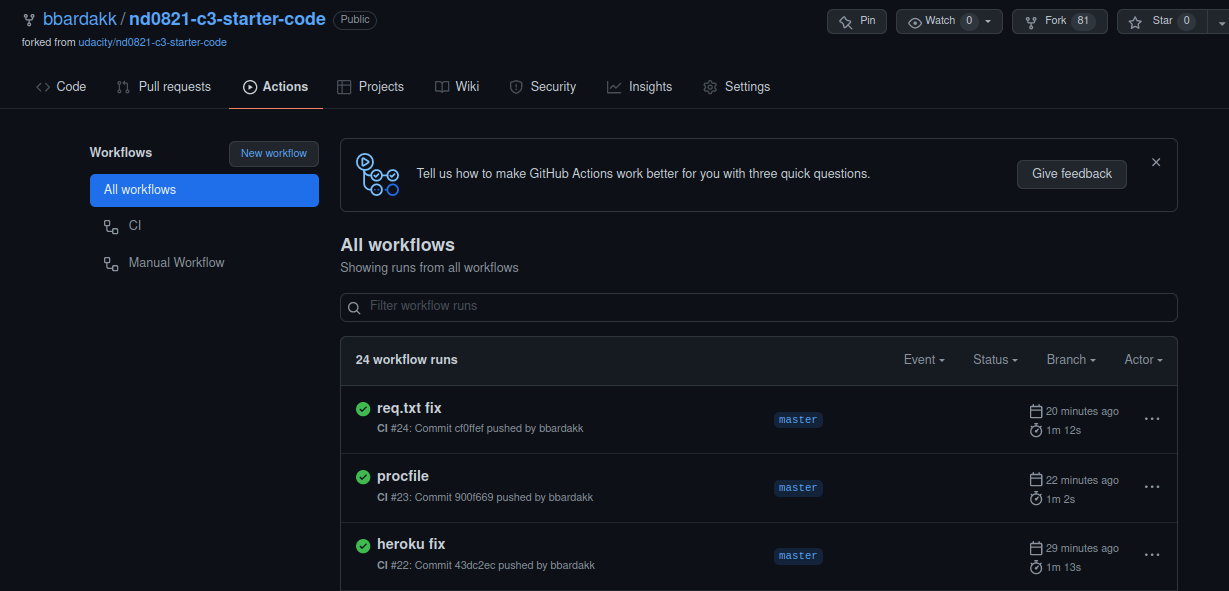 bbardakk / nd0821-c3-starter-code Public Pin Watch 0 Fork 81 Star 0
forked from udacity/nd0821-c3-starter-code
Code Pull requests Actions Projects Wiki Security Insights Settings
Workflows New workflow
All workflows
CI
Manual Workflow
Tell us how to make GitHub Actions work better for you with three quick questions. Give feedback
All workflows
Showing runs from all workflows
Filter workflow runs
24 workflow runs Event Status Branch Actor
req.txt fix
CI #24: Commit cf0ffef pushed by bbardakk
master
20 minutes ago
1m 12s
procfile
CI #23: Commit 900f669 pushed by bbardakk
master
22 minutes ago
1m 2s
heroku fix
CI #22: Commit 43dc2ec pushed by bbardakk
master
29 minutes ago
1m 13s